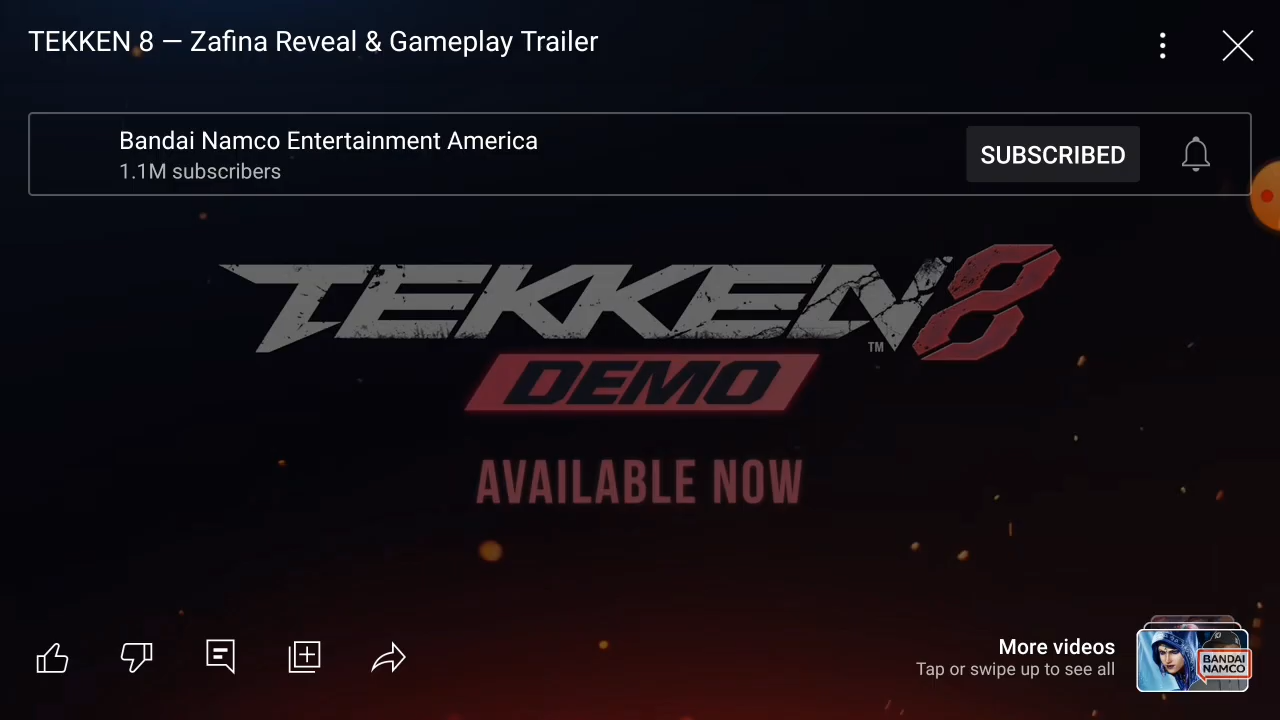 TEKKEN 8 — Zafina Reveal & Gameplay Trailer
Bandai Namco Entertainment America
1.1M subscribers
SUBSCRIBED
TEKKEN 8
TM
DEMO
AVAILABLE NOW
More videos
Tap or swipe up to see all
BANDAI
NAMCO